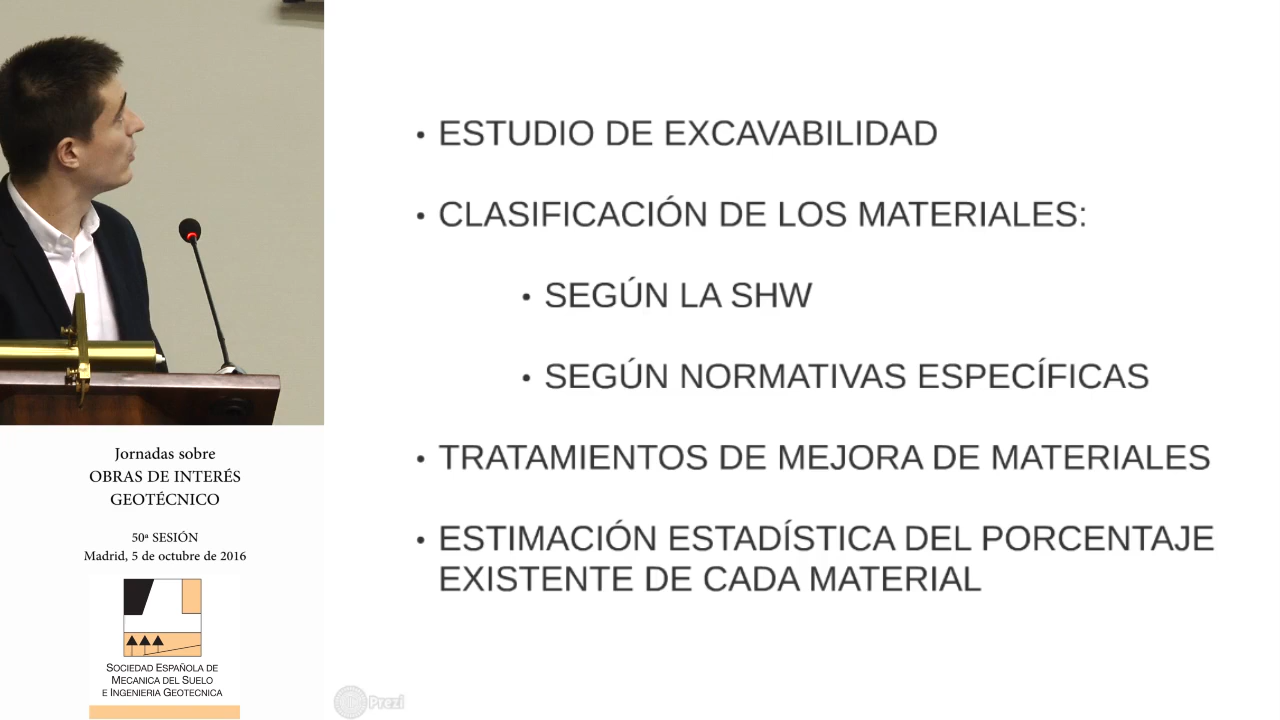 Jornadas sobre
OBRAS DE INTERÉS
GEOTÉCNICO
50ª SESIÓN
Madrid, 5 de octubre de 2016
SOCIEDAD ESPAÑOLA DE
MECANICA DEL SUELO
E INGENIERIA GEOTECNICA
• ESTUDIO DE EXCAVABILIDAD
• CLASIFICACIÓN DE LOS MATERIALES:
• SEGÚN LA SHW
• SEGÚN NORMATIVAS ESPECÍFICAS
• TRATAMIENTOS DE MEJORA DE MATERIALES
• ESTIMACIÓN ESTADÍSTICA DEL PORCENTAJE
EXISTENTE DE CADA MATERIAL
Prezi